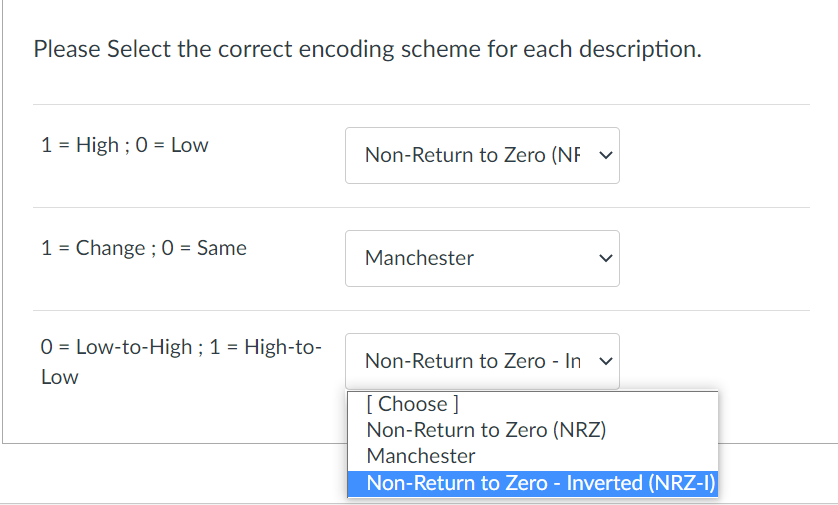 Please Select the correct encoding scheme for each description.
1 = High ; 0 = Low
Non-Return to Zero (NF
1 = Change ; 0 = Same
Manchester
0 = Low-to-High ; 1 = High-to-
Low
Non-Return to Zero - In
[ Choose ]
Non-Return to Zero (NRZ)
Manchester
Non-Return to Zero - Inverted (NRZ-I)